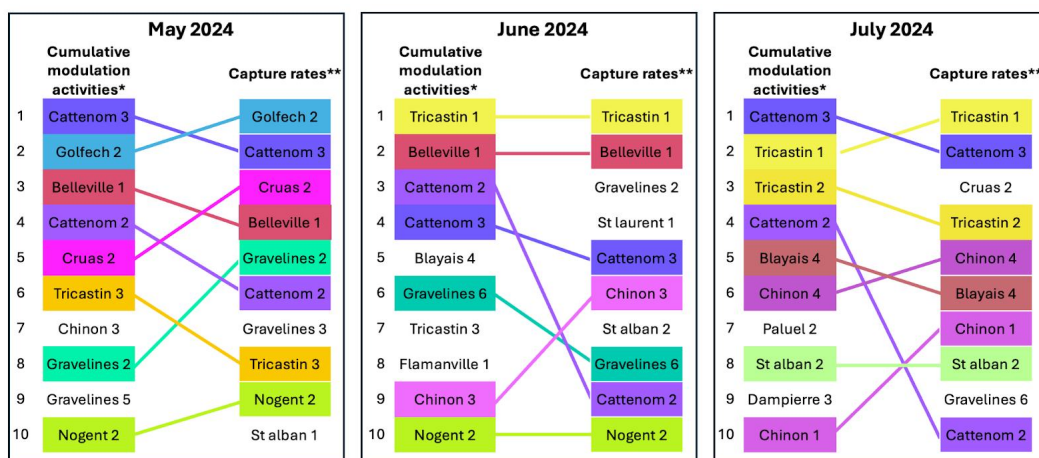 May 2024
Cumulative
modulation
activities*
Capture rates**
1 Cattenom 3 Golfech 2
2 Golfech 2 Cattenom 3
3 Belleville 1 Cruas 2
4 Cattenom 2 Belleville 1
5 Cruas 2 Gravelines 2
6 Tricastin 3 Cattenom 2
7 Chinon 3 Gravelines 3
8 Gravelines 2 Tricastin 3
9 Gravelines 5 Nogent 2
10 Nogent 2 St alban 1
June 2024
Cumulative
modulation
activities*
Capture rates**
1 Tricastin 1 Tricastin 1
2 Belleville 1 Belleville 1
3 Cattenom 2 Gravelines 2
4 Cattenom 3 St laurent 1
5 Blayais 4 Cattenom 3
6 Gravelines 6 Chinon 3
7 Tricastin 3 St alban 2
8 Flamanville 1 Gravelines 6
9 Chinon 3 Cattenom 2
10 Nogent 2 Nogent 2
July 2024
Cumulative
modulation
activities*
Capture rates**
1 Cattenom 3 Tricastin 1
2 Tricastin 1 Cattenom 3
3 Tricastin 2 Cruas 2
4 Cattenom 2 Tricastin 2
5 Blayais 4 Chinon 4
6 Chinon 4 Blayais 4
7 Paluel 2 Chinon 1
8 St alban 2 St alban 2
9 Dampierre 3 Gravelines 6
10 Chinon 1 Cattenom 2